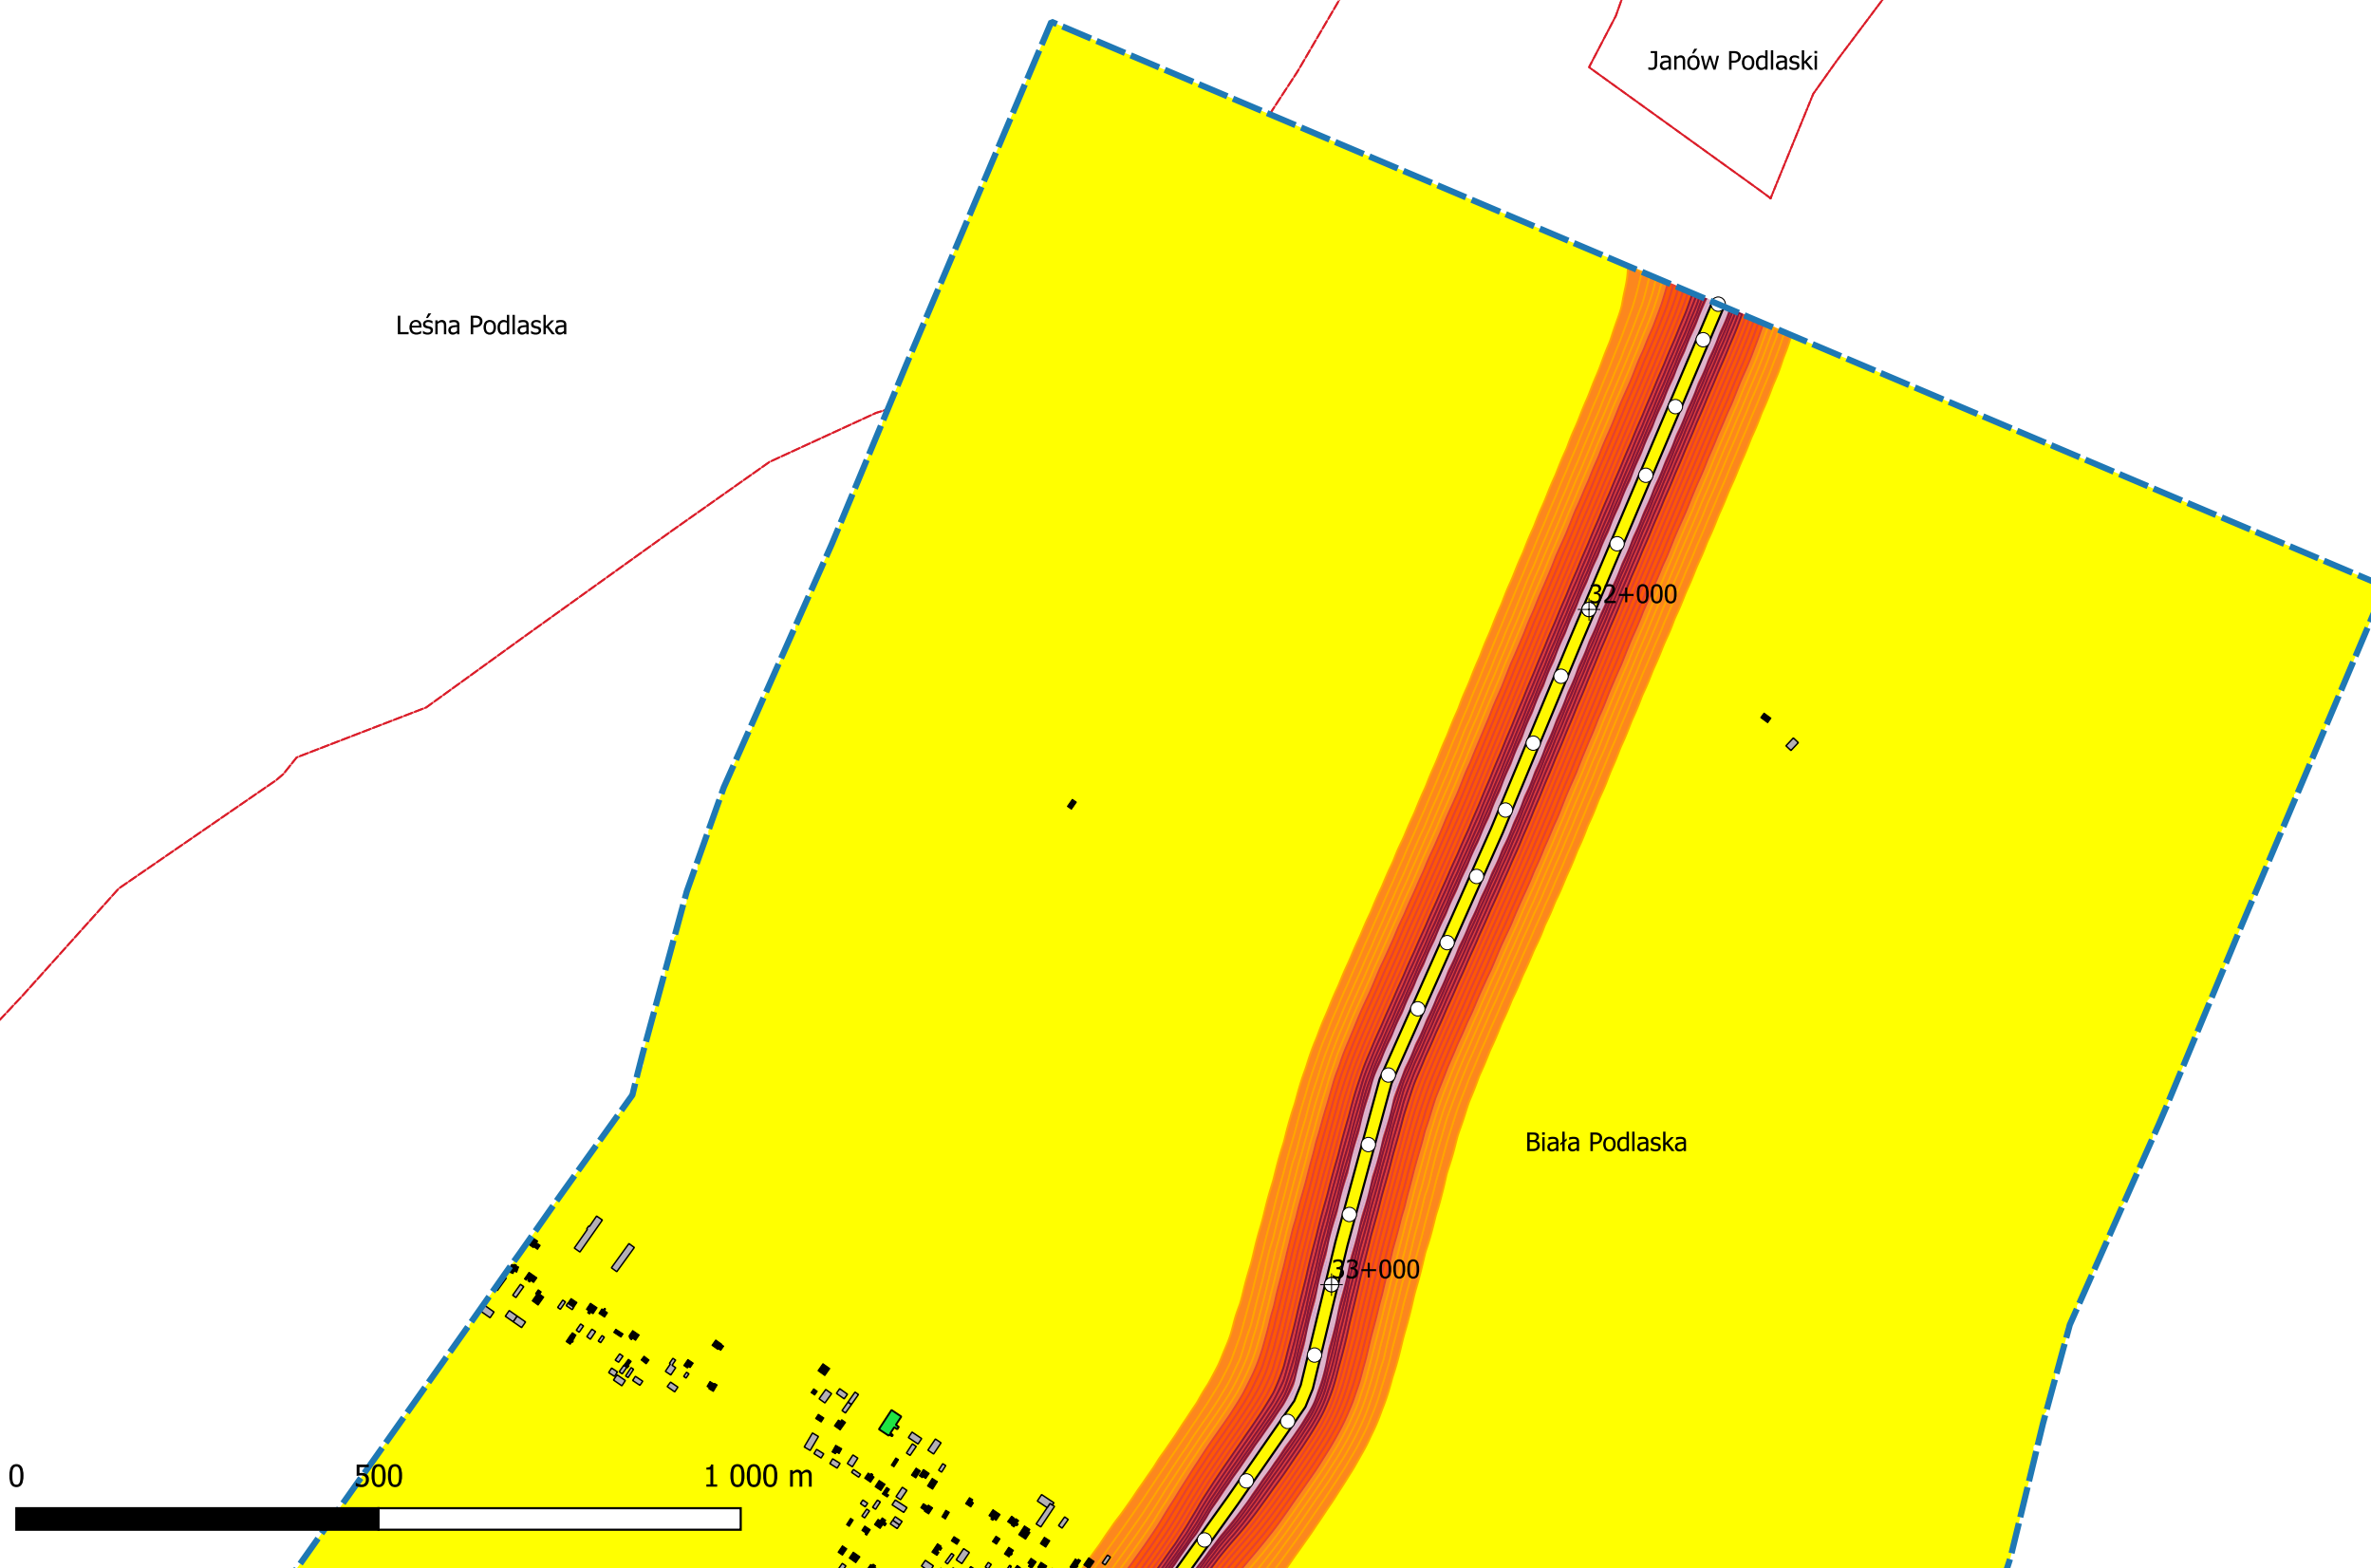 Janów Podlaski
Leśna Podlaska
32+000
Biała Podlaska
33+000
0 500 1 000 m